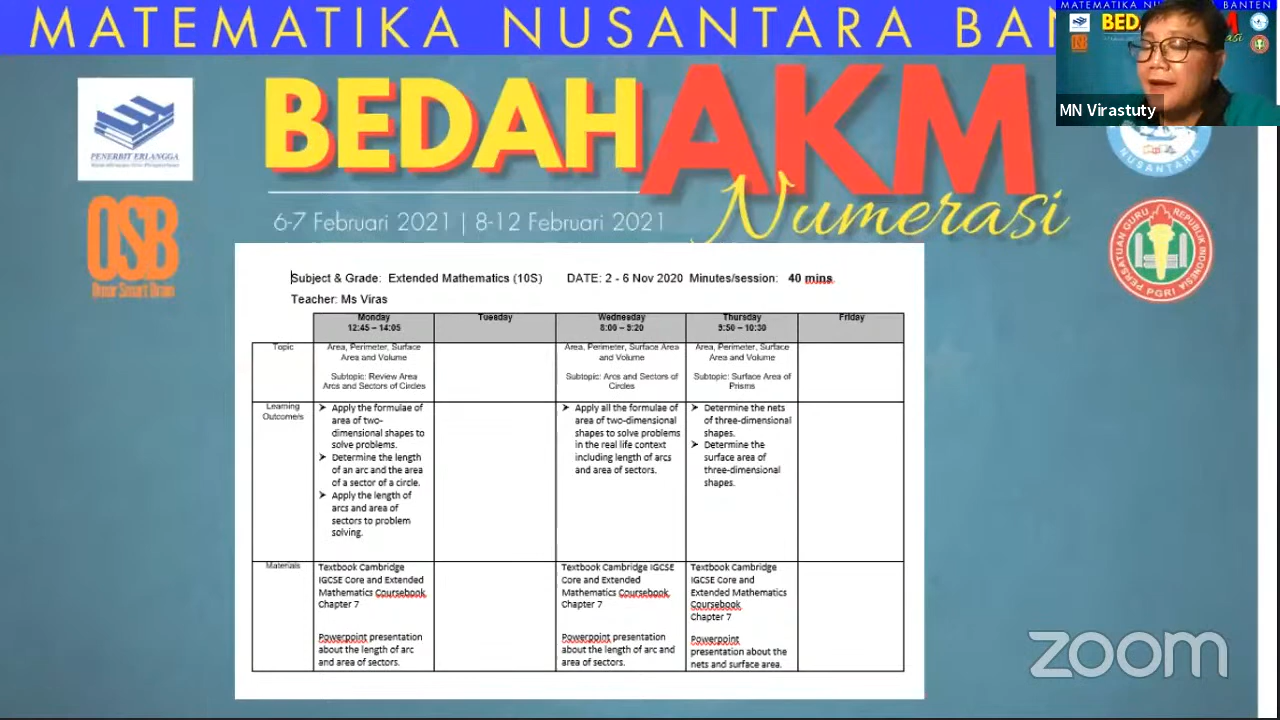 MATEMATIKA NUSANTARA BAN
MATEMATIKA NU
BANTEN
BED
MN Virastuty
BEDAH AKM
Numerasi
6-7 Februari 2021 | 8-12 Februari 2021
PENERBIT ERLANGGA
OSB
Omar Smart Brain
NUSANTARA
PERSATUAN GURU REPUBLIK INDONESIA
PGRI
Subject & Grade: Extended Mathematics (10S) DATE: 2 - 6 Nov 2020 Minutes/session: 40 mins.
Teacher: Ms Viras
Monday Tuesday Wednesday Thursday Friday
12:45 – 14:05 8:00 – 9:20 9:50 – 10:30
Topic
Area, Perimeter, Surface
Area and Volume
Subtopic: Review Area
Arcs and Sectors of Circles
Area, Perimeter, Surface Area
and Volume
Subtopic: Arcs and Sectors of
Circles
Area, Perimeter, Surface
Area and Volume
Subtopic: Surface Area of
Prisms
Learning
Outcome/s
➢ Apply the formulae of
area of two-
dimensional shapes to
solve problems.
➢ Determine the length
of an arc and the area
of a sector of a circle.
➢ Apply the length of
arcs and area of
sectors to problem
solving.
➢ Apply all the formulae of
area of two-dimensional
shapes to solve problems
in the real life context
including length of arcs
and area of sectors.
➢ Determine the nets
of three-dimensional
shapes.
➢ Determine the
surface area of
three-dimensional
shapes.
Materials
Textbook Cambridge
IGCSE Core and Extended
Mathematics Coursebook
Chapter 7
Powerpoint presentation
about the length of arc
and area of sectors.
Textbook Cambridge IGCSE
Core and Extended
Mathematics Coursebook
Chapter 7
Powerpoint presentation
about the length of arc and
area of sectors.
Textbook Cambridge
IGCSE Core and
Extended Mathematics
Coursebook
Chapter 7
Powerpoint
presentation about the
nets and surface area.
zoom